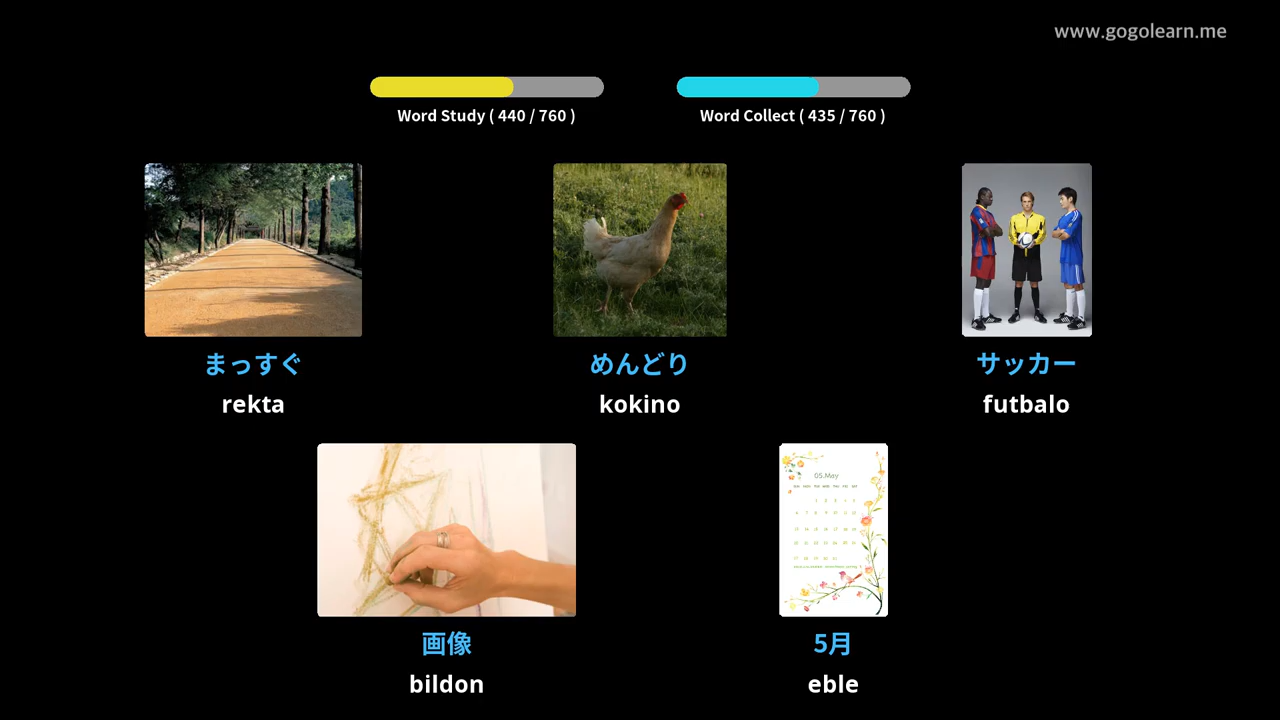 www.gogolearn.me
Word Study ( 440 / 760 )
Word Collect ( 435 / 760 )
まっすぐ
rekta
めんどり
kokino
サッカー
futbalo
画像
bildon
05.May
5月
eble